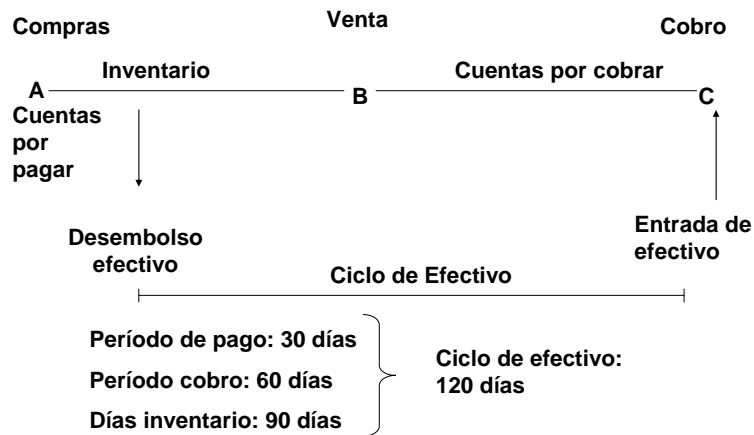 Compras
Venta
Cobro
Inventario
Cuentas por cobrar
A
B
C
Cuentas
por
pagar
Desembolso
efectivo
Entrada de
efectivo
Ciclo de Efectivo
Período de pago: 30 días
Período cobro: 60 días
Días inventario: 90 días
Ciclo de efectivo:
120 días